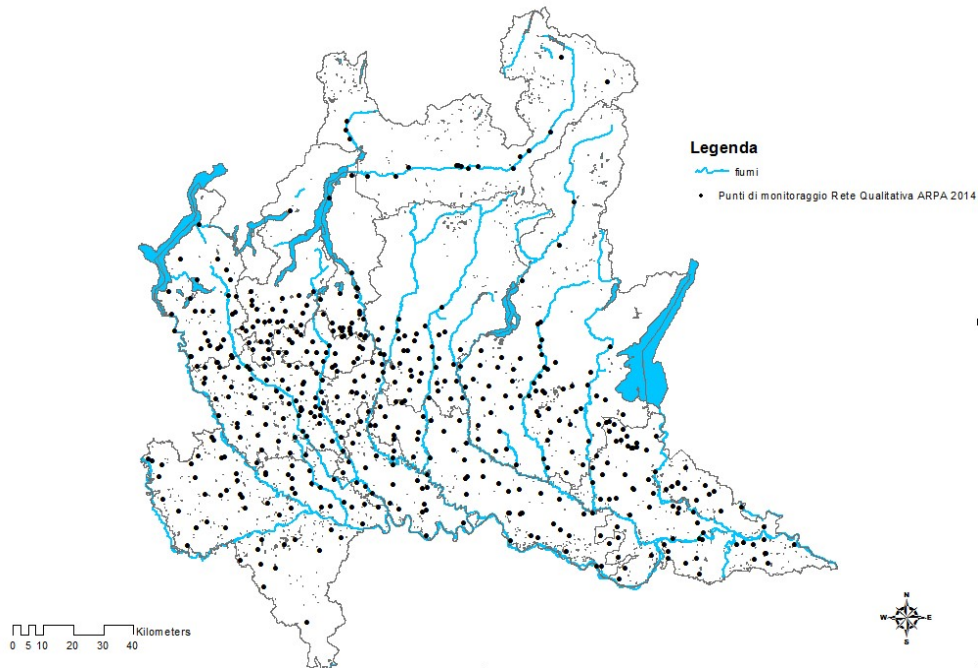 Legenda
fiumi
Punti di monitoraggio Rete Qualitativa ARPA 2014
N
W E
S
Kilometers
0 5 10 20 30 40